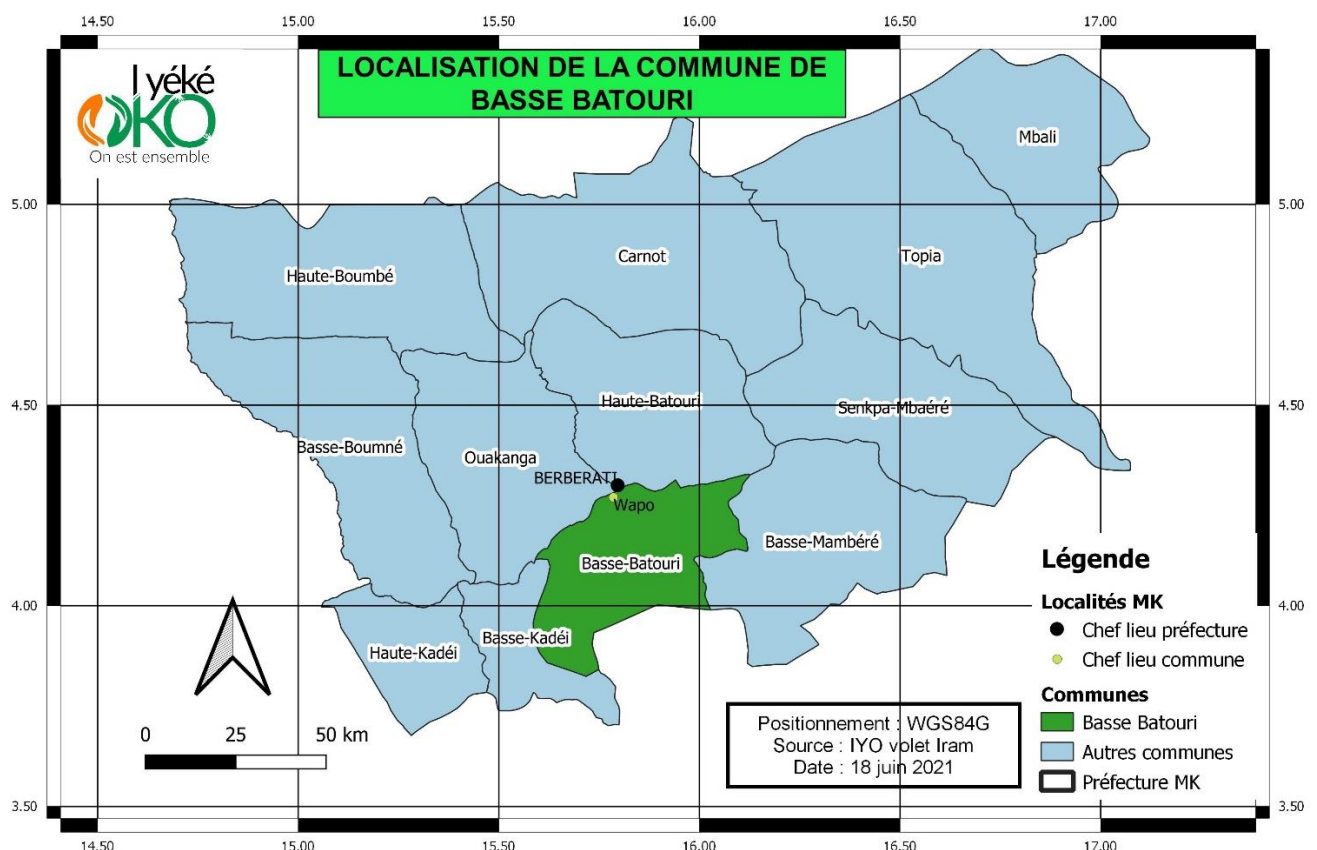 14.50 15.00 15.50 16.00 16.50 17.00
LOCALISATION DE LA COMMUNE DE
BASSE BATOURI
I yéké
OKO
On est ensemble
Mbali
5.00 5.00
Carnot
Topia
Haute-Boumbé
4.50 4.50
Haute-Batouri
Senkpa-Mbaéré
Basse-Boumné
Ouakanga
BERBERATI
Wapo
Basse-Mambéré
Basse-Batouri
4.00 4.00
Basse-Kadéi
Haute-Kadéi
Légende
Localités MK
Chef lieu préfecture
Chef lieu commune
Communes
Basse Batouri
Autres communes
Préfecture MK
Positionnement : WGS84G
Source : IYO volet Iram
Date : 18 juin 2021
0 25 50 km
3.50 3.50
14.50 15.00 15.50 16.00 16.50 17.00